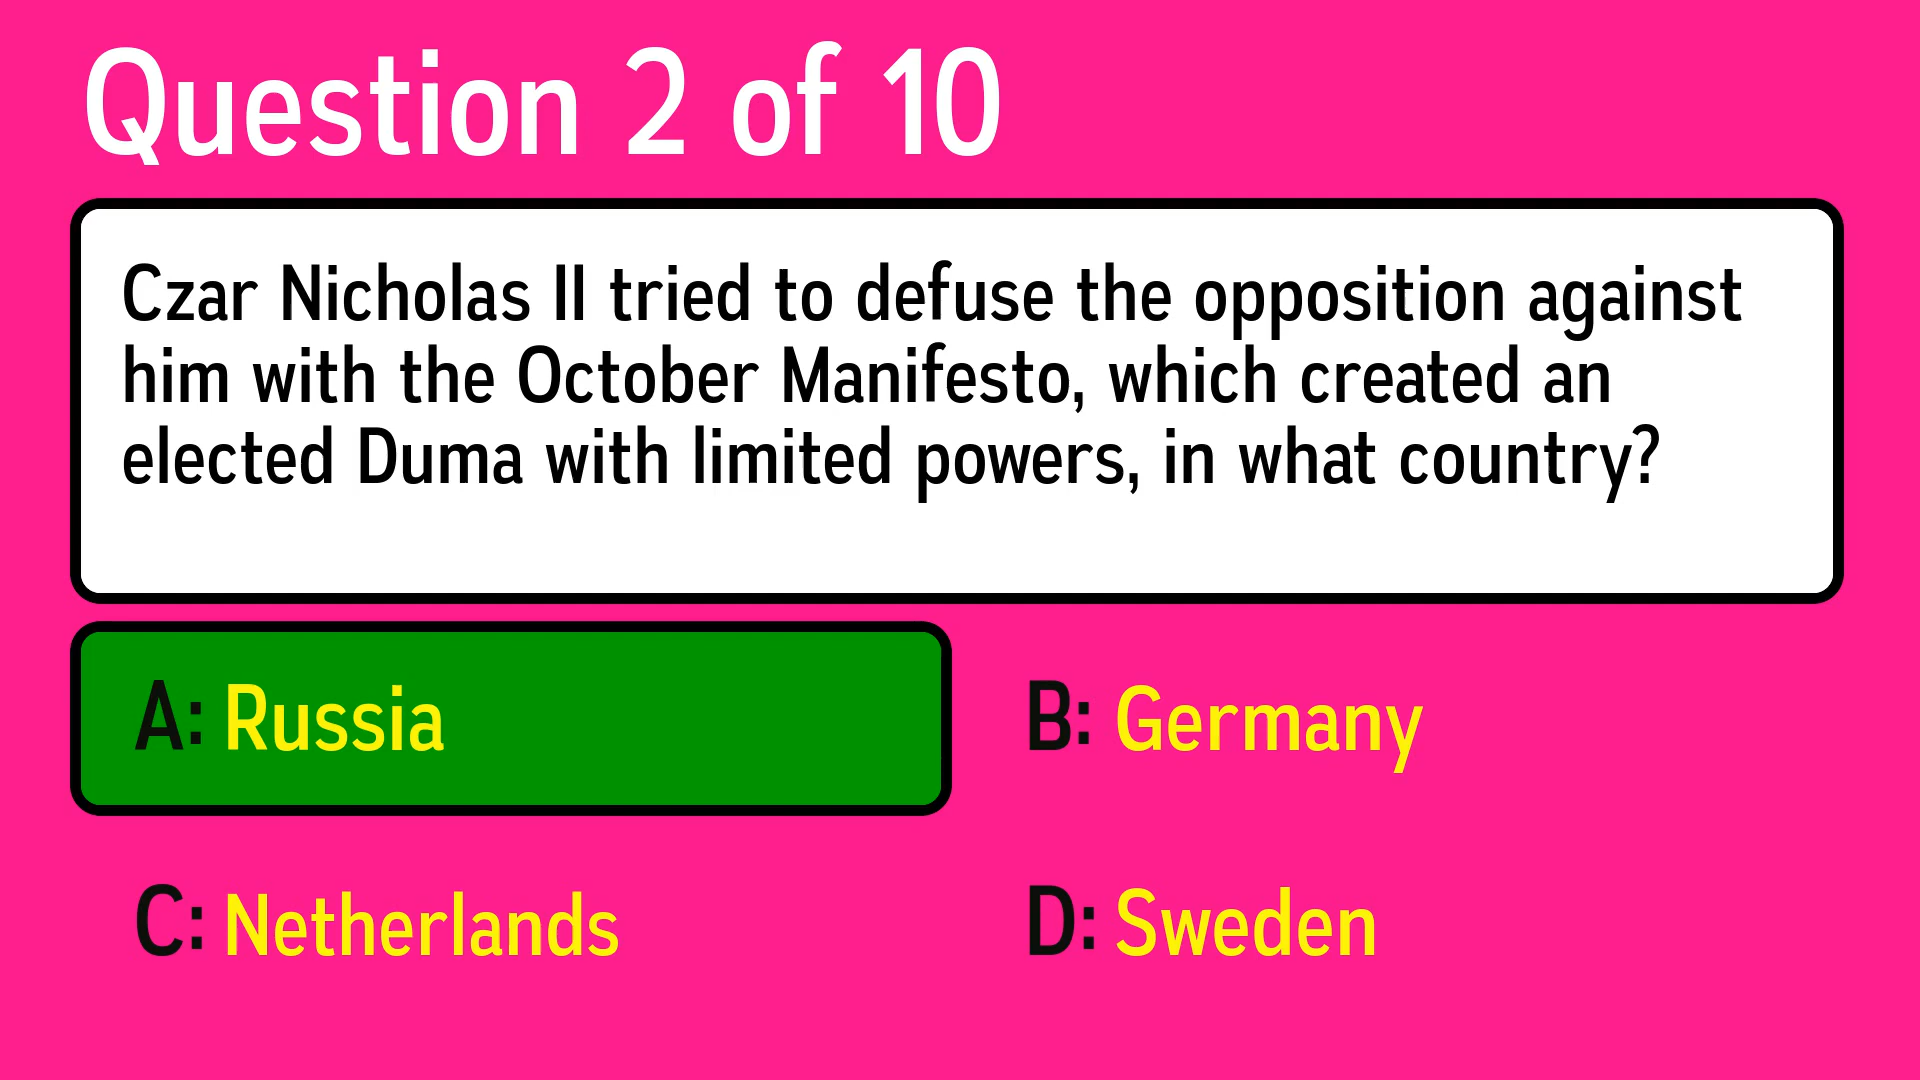 Question 2 of 10
Czar Nicholas II tried to defuse the opposition against
him with the October Manifesto, which created an
elected Duma with limited powers, in what country?
A: Russia
B: Germany
C: Netherlands
D: Sweden